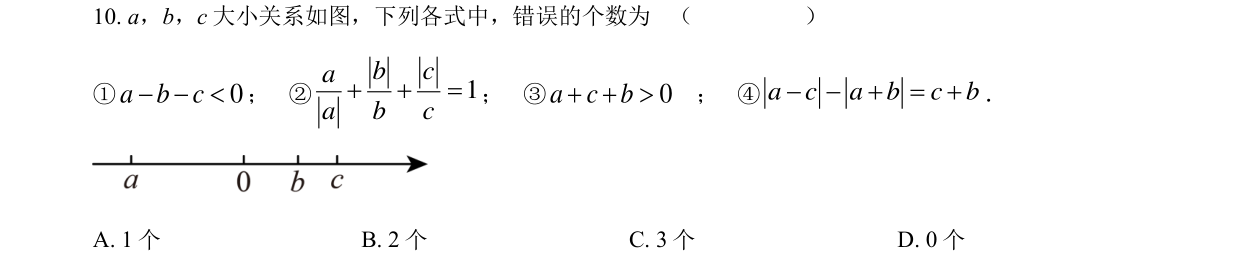 10. a，b，c 大小关系如图，下列各式中，错误的个数为 （ ）
①a−b−c<0； ②a/|a|+|b|/b+|c|/c=1； ③a+c+b>0 ； ④|a−c|−|a+b|=c+b．
a 0 b c
A. 1 个 B. 2 个 C. 3 个 D. 0 个